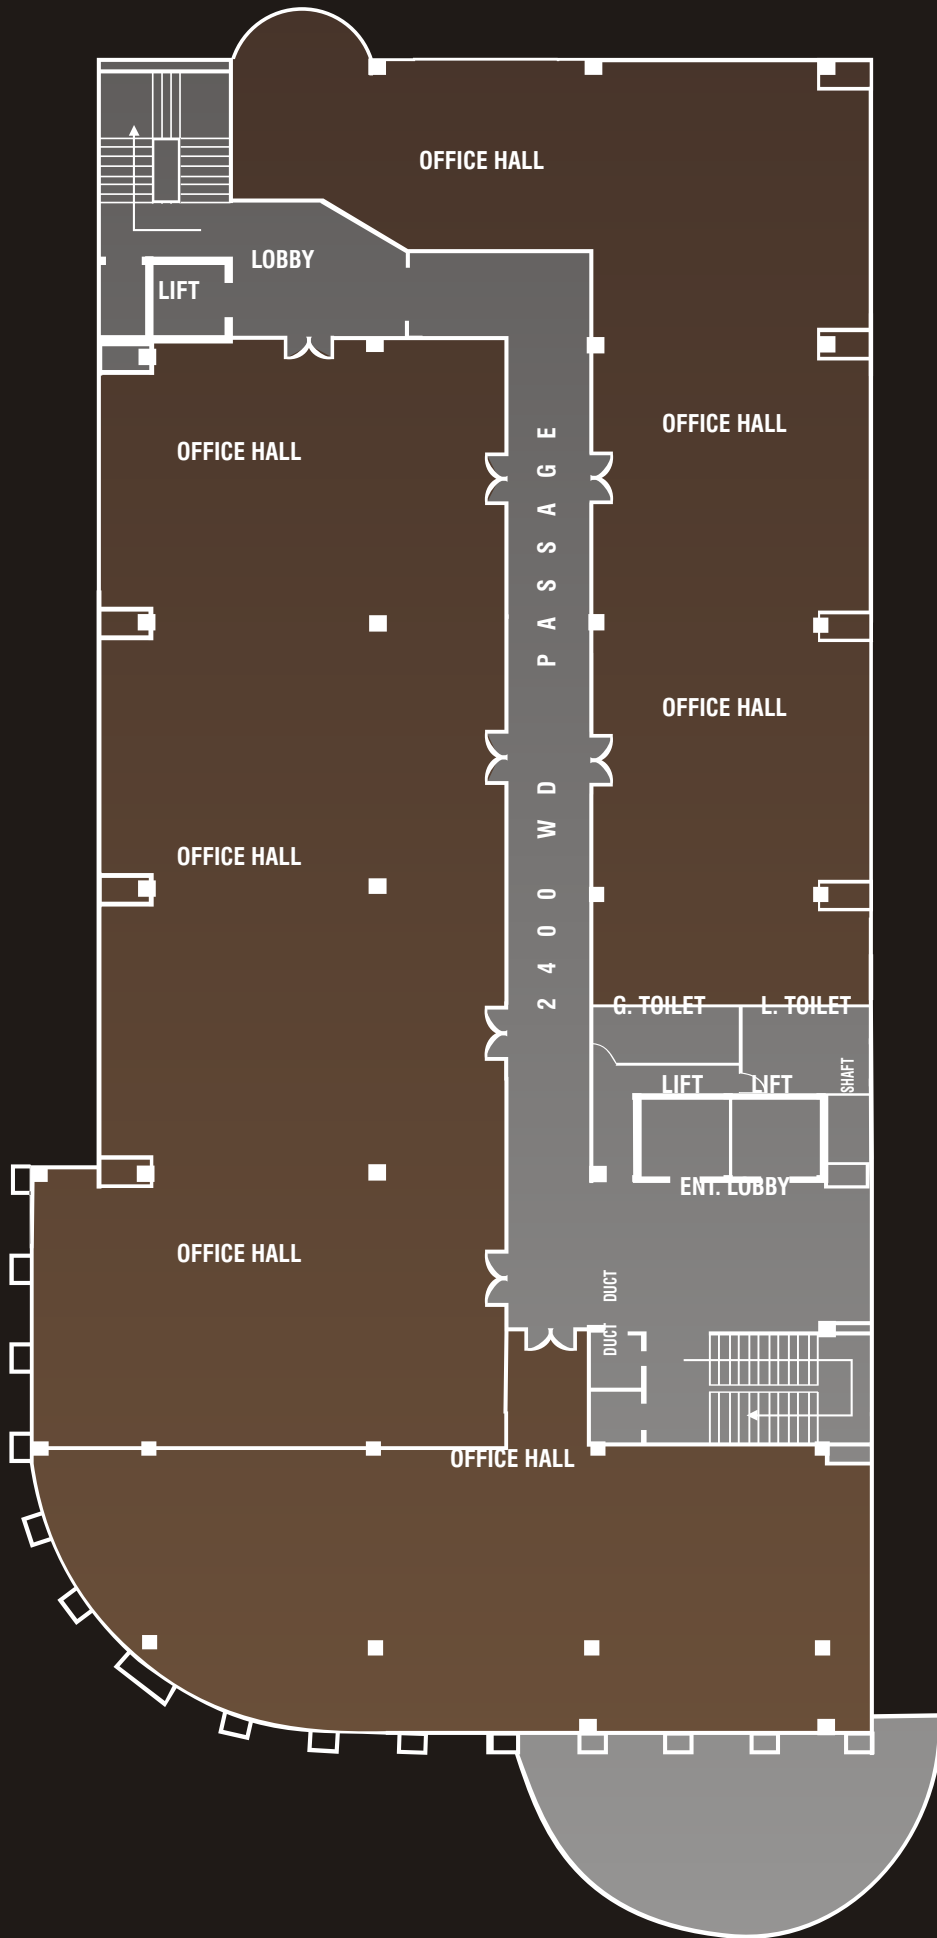 OFFICE HALL
LOBBY
LIFT
OFFICE HALL
OFFICE HALL
2400 WD PASSAGE
OFFICE HALL
OFFICE HALL
G. TOILET
L. TOILET
SHAFT
LIFT
LIFT
ENT. LOBBY
OFFICE HALL
DUCT
DUCT
OFFICE HALL